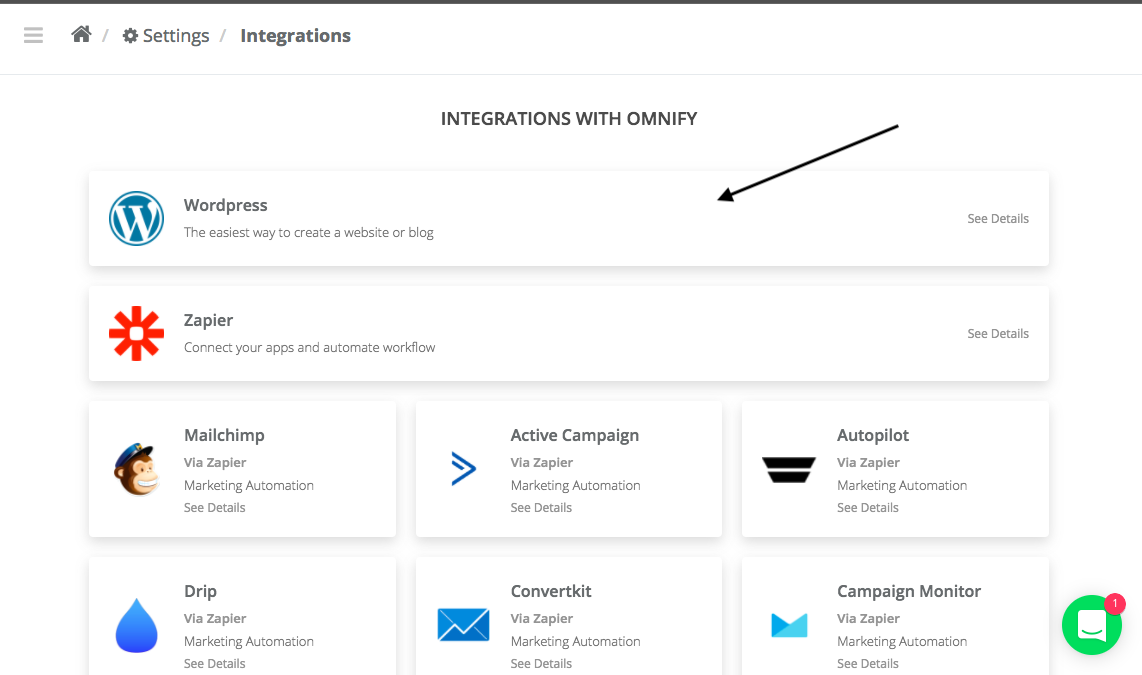 / Settings / Integrations
INTEGRATIONS WITH OMNIFY
Wordpress
The easiest way to create a website or blog
See Details
Zapier
Connect your apps and automate workflow
See Details
Mailchimp
Via Zapier
Marketing Automation
See Details
Active Campaign
Via Zapier
Marketing Automation
See Details
Autopilot
Via Zapier
Marketing Automation
See Details
Drip
Via Zapier
Marketing Automation
See Details
Convertkit
Via Zapier
Marketing Automation
See Details
Campaign Monitor
Via Zapier
Marketing Automation
See Details
1